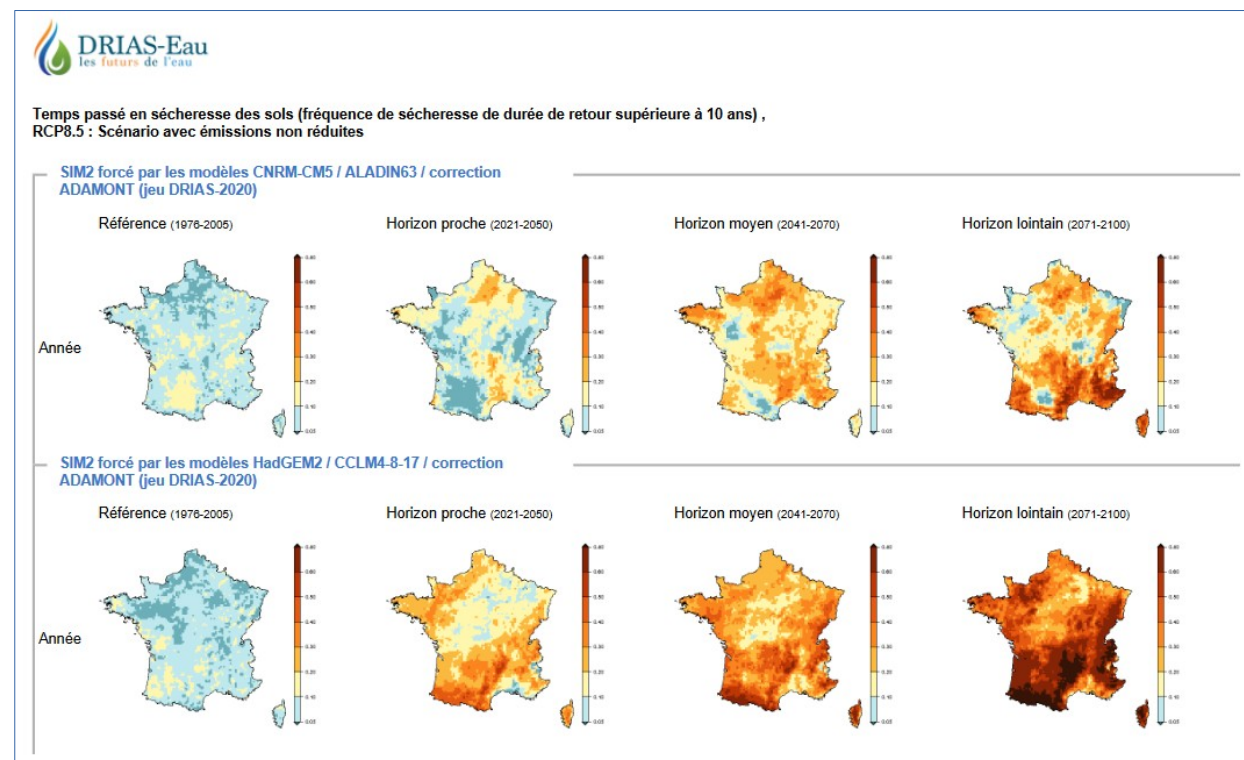 DRIAS-Eau
les futurs de l'eau
Temps passé en sécheresse des sols (fréquence de sécheresse de durée de retour supérieure à 10 ans) ,
RCP8.5 : Scénario avec émissions non réduites
SIM2 forcé par les modèles CNRM-CM5 / ALADIN63 / correction
ADAMONT (jeu DRIAS-2020)
Référence (1976-2005)
Horizon proche (2021-2050)
Horizon moyen (2041-2070)
Horizon lointain (2071-2100)
Année
SIM2 forcé par les modèles HadGEM2 / CCLM4-8-17 / correction
ADAMONT (jeu DRIAS-2020)
Référence (1976-2005)
Horizon proche (2021-2050)
Horizon moyen (2041-2070)
Horizon lointain (2071-2100)
Année